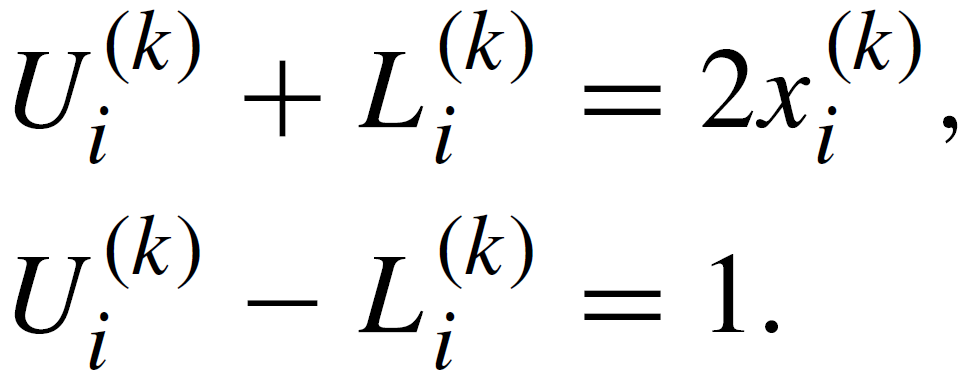 U_i^{(k)} + L_i^{(k)} = 2x_i^{(k)},
U_i^{(k)} − L_i^{(k)} = 1.